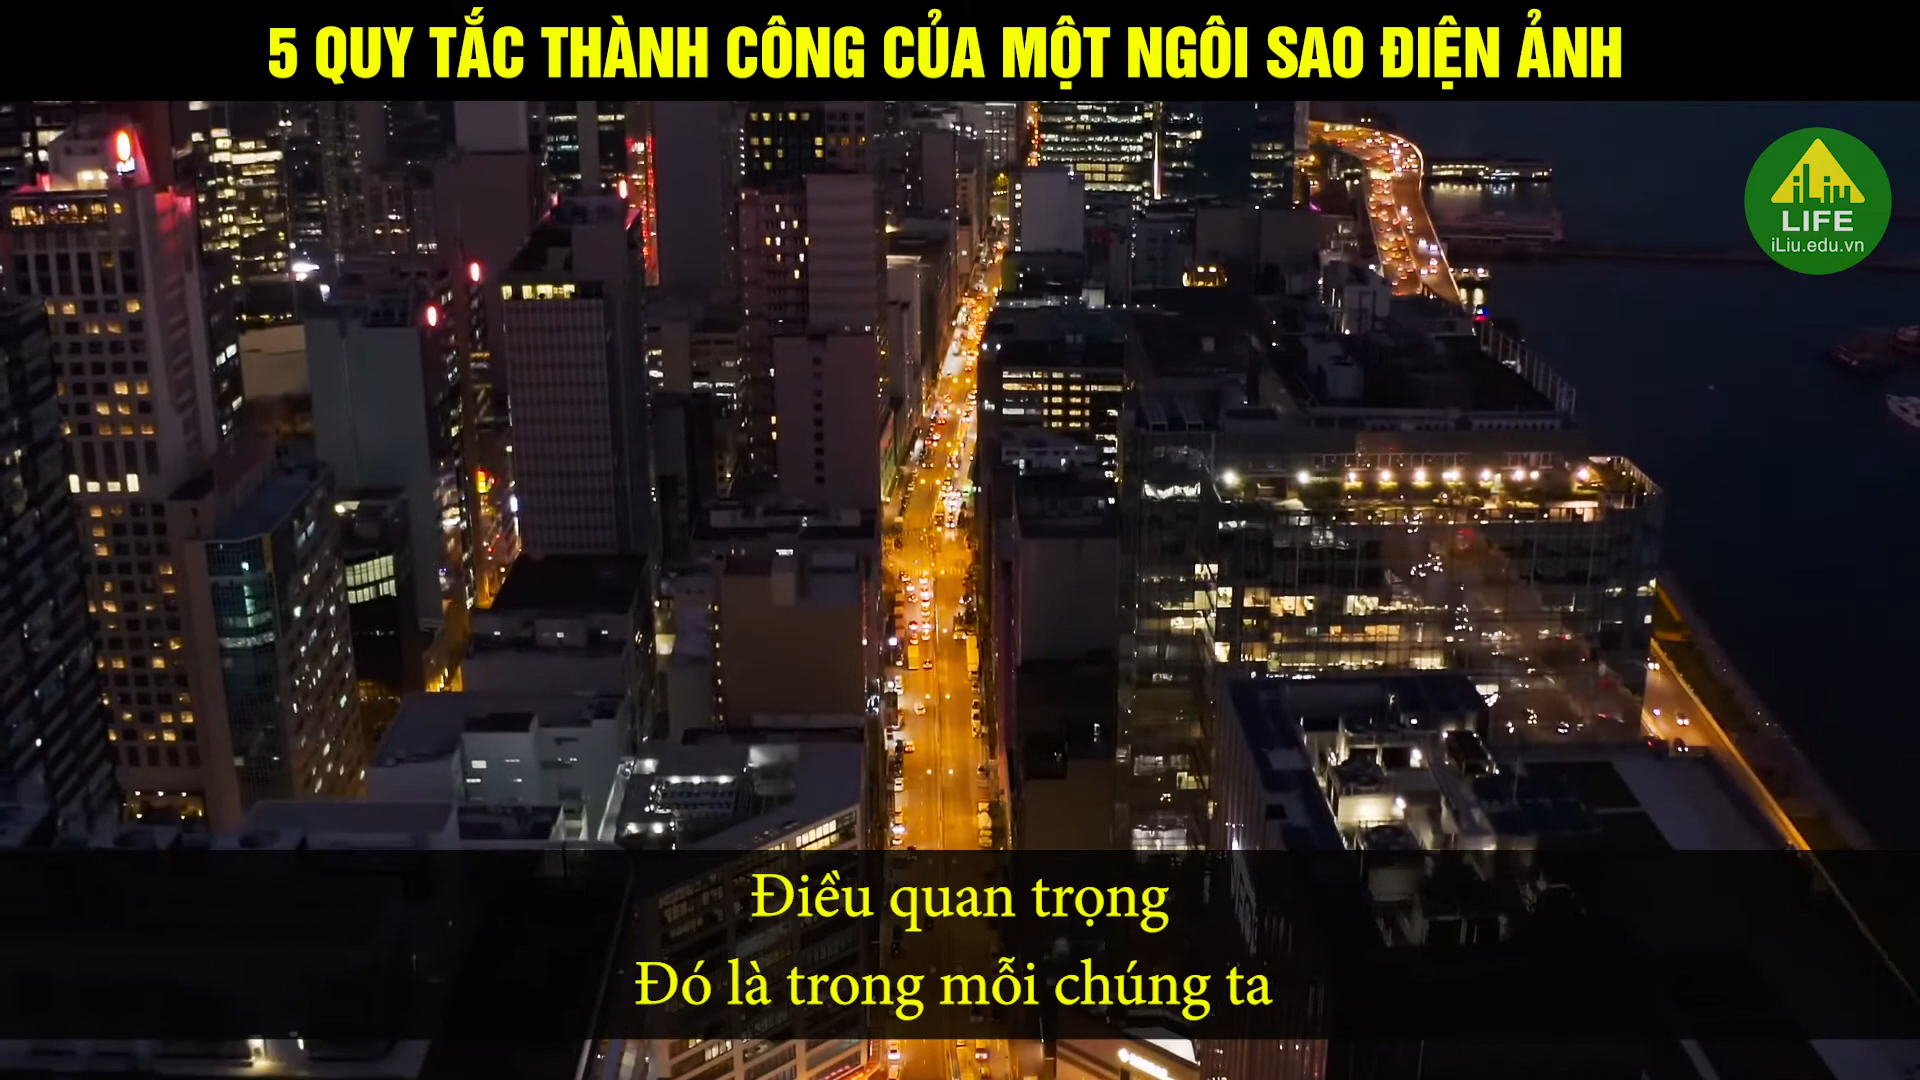 5 QUY TẮC THÀNH CÔNG CỦA MỘT NGÔI SAO ĐIỆN ẢNH
iLiu
LIFE
iLiu.edu.vn
Điều quan trọng
Đó là trong mỗi chúng ta